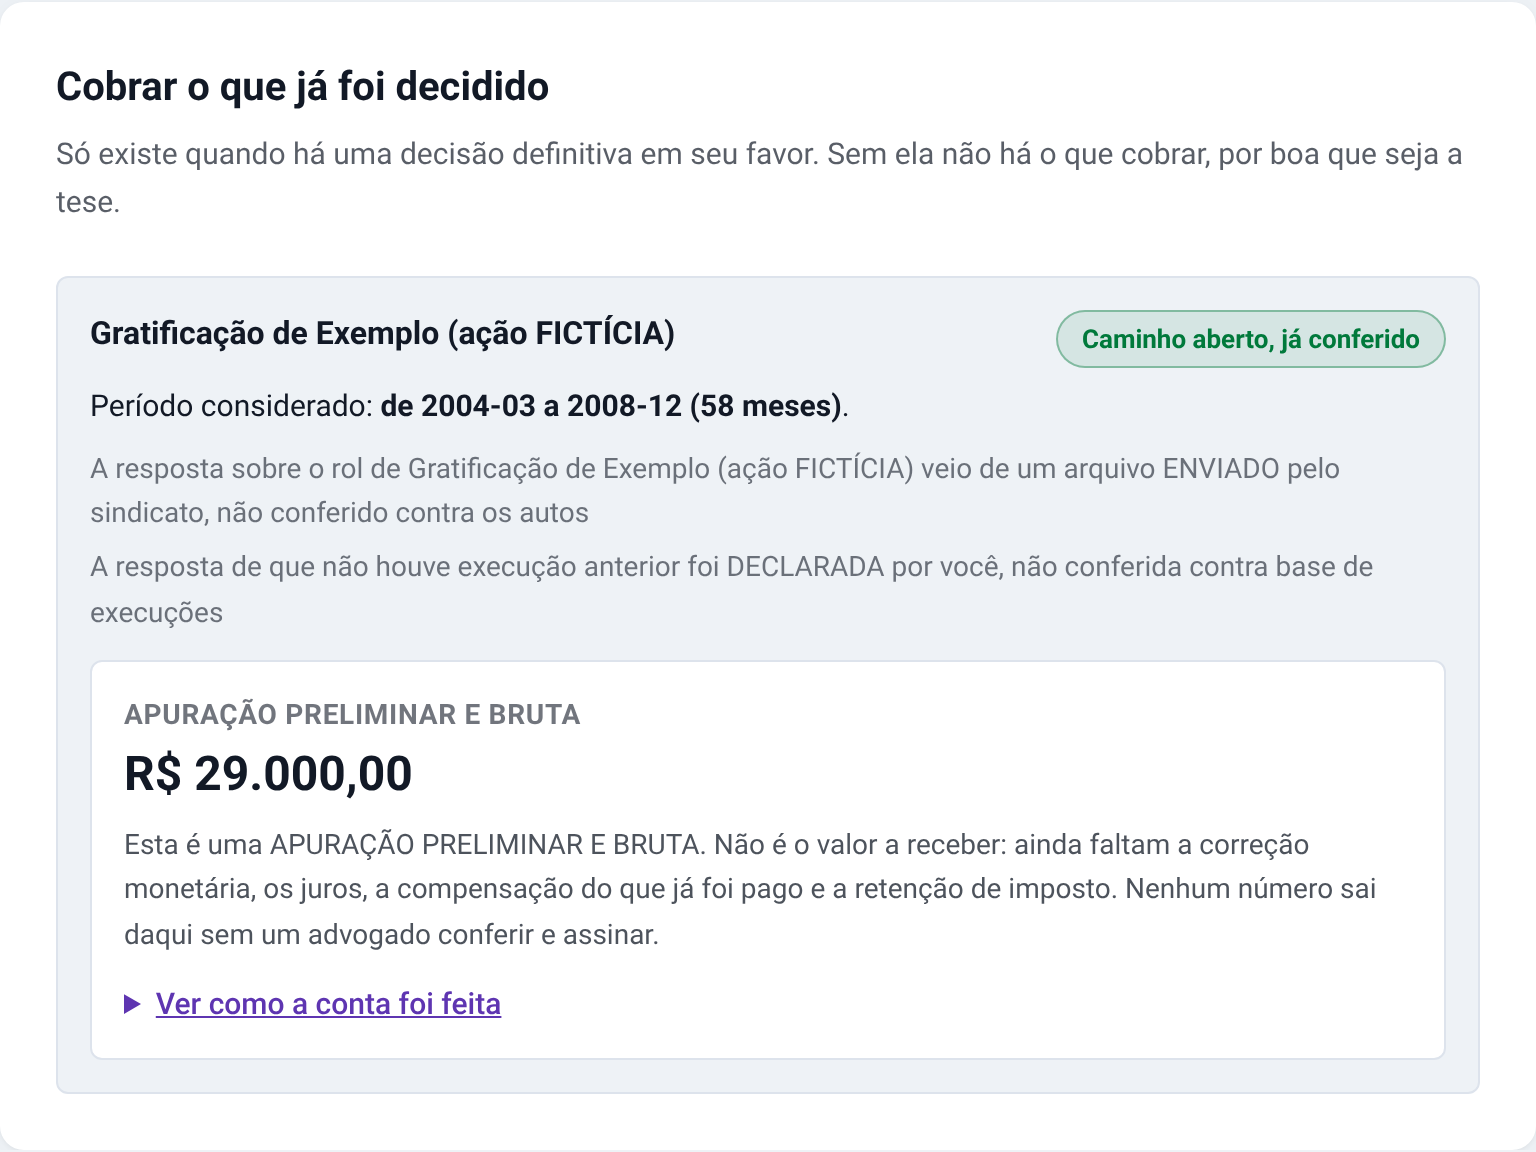 Cobrar o que já foi decidido
Só existe quando há uma decisão definitiva em seu favor. Sem ela não há o que cobrar, por boa que seja a
tese.
Gratificação de Exemplo (ação FICTÍCIA)
Caminho aberto, já conferido
Período considerado: de 2004-03 a 2008-12 (58 meses).
A resposta sobre o rol de Gratificação de Exemplo (ação FICTÍCIA) veio de um arquivo ENVIADO pelo
sindicato, não conferido contra os autos
A resposta de que não houve execução anterior foi DECLARADA por você, não conferida contra base de
execuções
APURAÇÃO PRELIMINAR E BRUTA
R$ 29.000,00
Esta é uma APURAÇÃO PRELIMINAR E BRUTA. Não é o valor a receber: ainda faltam a correção
monetária, os juros, a compensação do que já foi pago e a retenção de imposto. Nenhum número sai
daqui sem um advogado conferir e assinar.
Ver como a conta foi feita